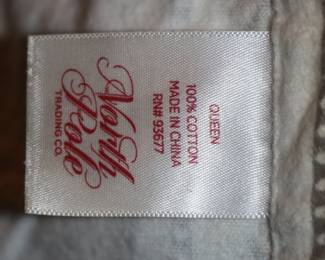 North
Pole
TRADING CO.
QUEEN
100% COTTON
MADE IN CHINA
RN# 93677